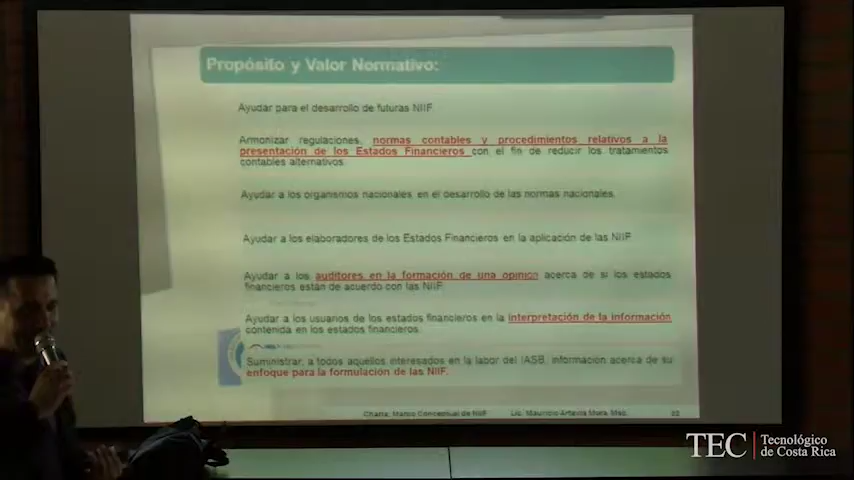 Propósito y Valor Normativo:
Ayudar para el desarrollo de futuras NIIF
Armonizar regulaciones, normas contables y procedimientos relativos a la
presentación de los Estados Financieros con el fin de reducir los tratamientos
contables alternativos.
Ayudar a los organismos nacionales en el desarrollo de las normas nacionales.
Ayudar a los elaboradores de los Estados Financieros en la aplicación de las NIIF
Ayudar a los auditores en la formación de una opinión acerca de si los estados
financieros están de acuerdo con las NIIF
Ayudar a los usuarios de los estados financieros en la interpretación de la información
contenida en los estados financieros.
Suministrar, a todos aquellos interesados en la labor del IASB, información acerca de su
enfoque para la formulación de las NIIF.
Charla: Marco Conceptual de NIIF Lic. Mauricio Artavia Mora, Msc. 22
TEC Tecnológico
de Costa Rica